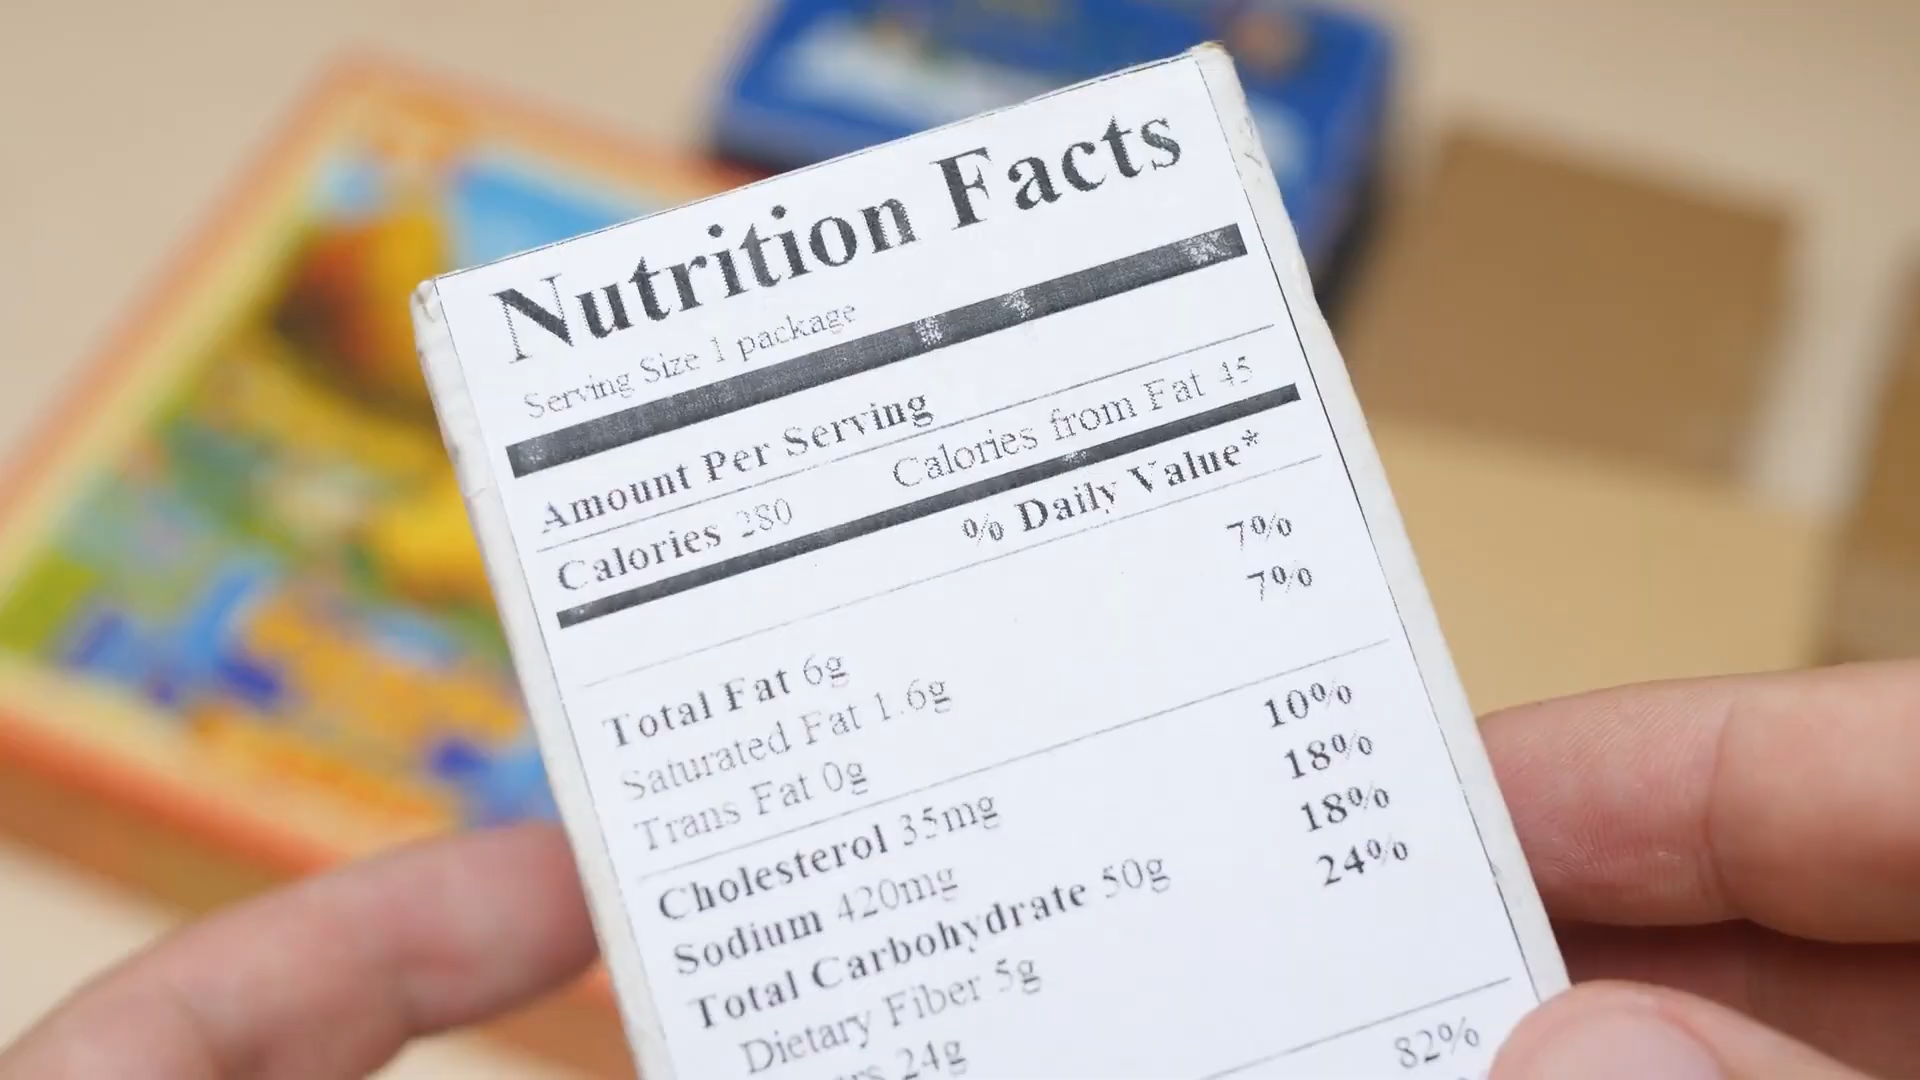 Nutrition Facts
Serving Size 1 package
Amount Per Serving
Calories 280 Calories from Fat 45
% Daily Value*
Total Fat 6g 7%
Saturated Fat 1.6g 7%
Trans Fat 0g
Cholesterol 35mg 10%
Sodium 420mg 18%
Total Carbohydrate 50g 18%
Dietary Fiber 5g 24%
24g
82%